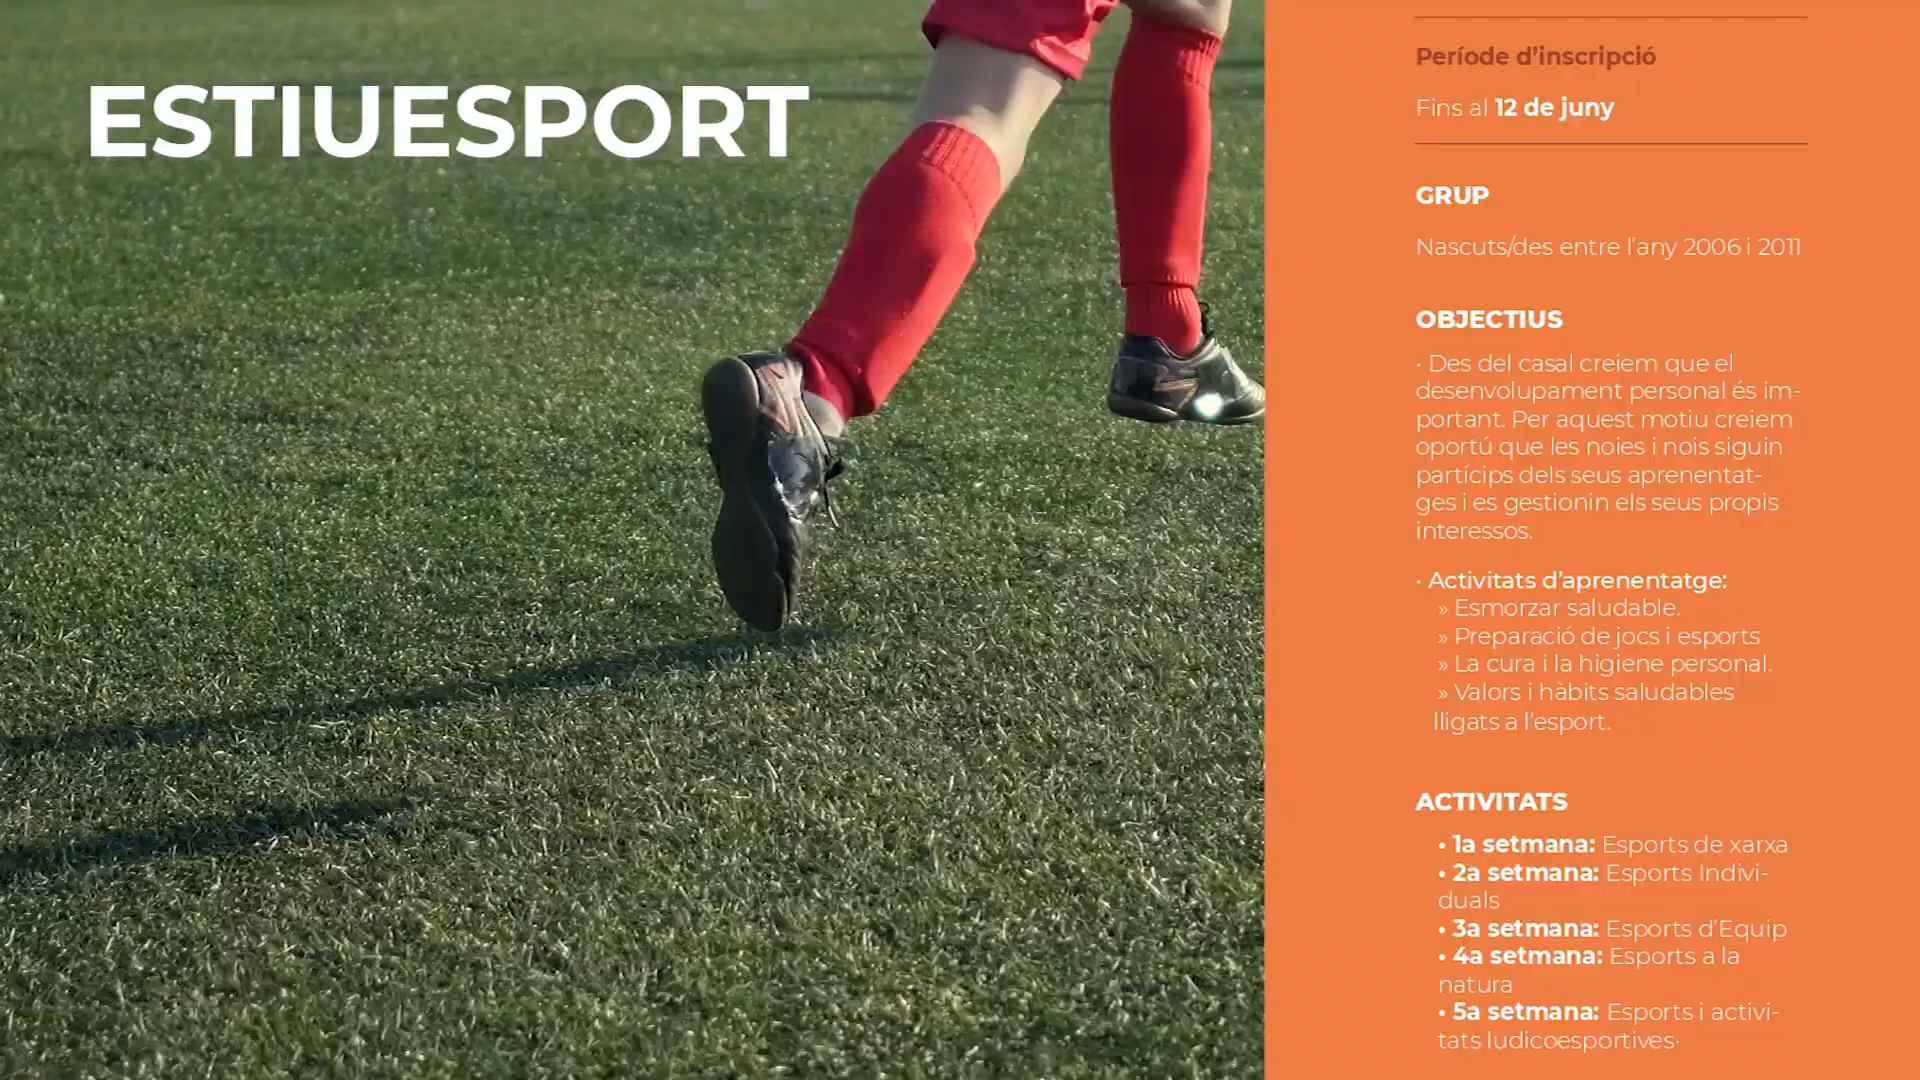 ESTIUESPORT
Període d'inscripció
Fins al 12 de juny
GRUP
Nascuts/des entre l'any 2006 i 2011
OBJECTIUS
· Des del casal creiem que el
desenvolupament personal és im-
portant. Per aquest motiu creiem
oportú que les noies i nois siguin
partícips dels seus aprenentat-
ges i es gestionin els seus propis
interessos.
· Activitats d'aprenentatge:
» Esmorzar saludable.
» Preparació de jocs i esports
» La cura i la higiene personal.
» Valors i hàbits saludables
lligats a l'esport.
ACTIVITATS
• 1a setmana: Esports de xarxa
• 2a setmana: Esports Indivi-
duals
• 3a setmana: Esports d'Equip
• 4a setmana: Esports a la
natura
• 5a setmana: Esports i activi-
tats ludicoesportives·